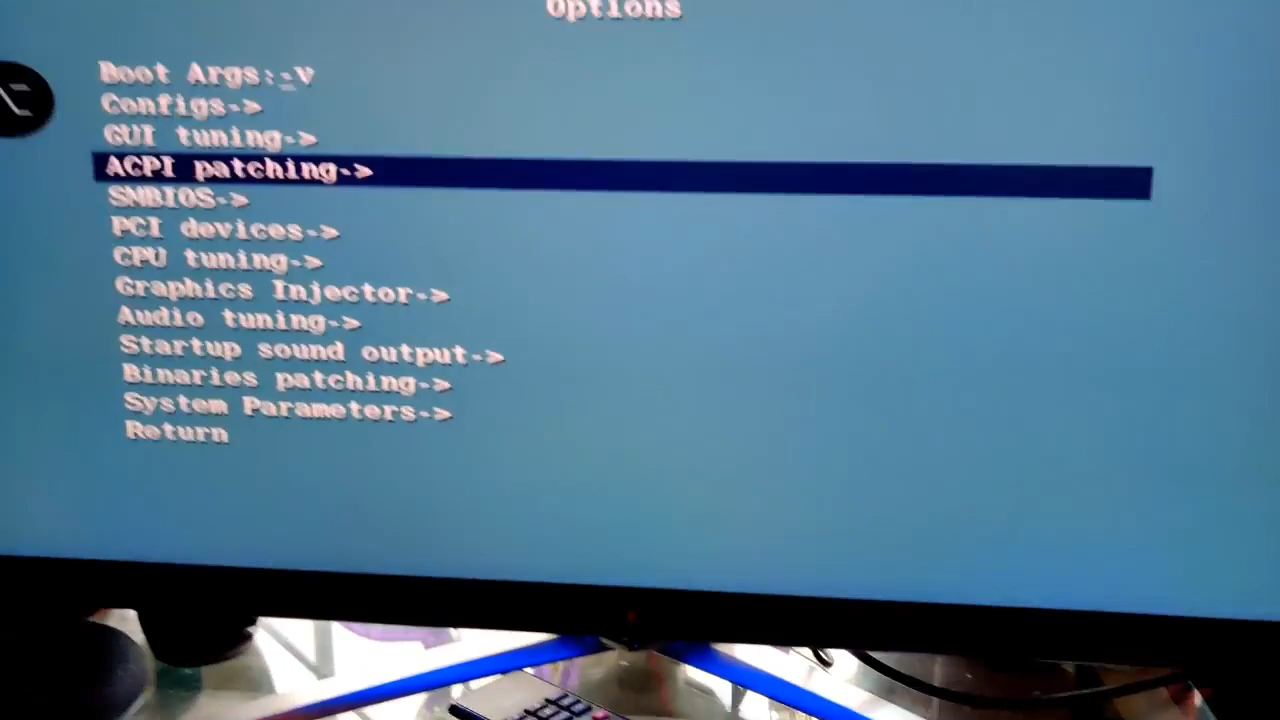 Options
Boot Args:-v
Configs->
GUI tuning->
ACPI patching->
SMBIOS->
PCI devices->
CPU tuning->
Graphics Injector->
Audio tuning->
Startup sound output->
Binaries patching->
System Parameters->
Return